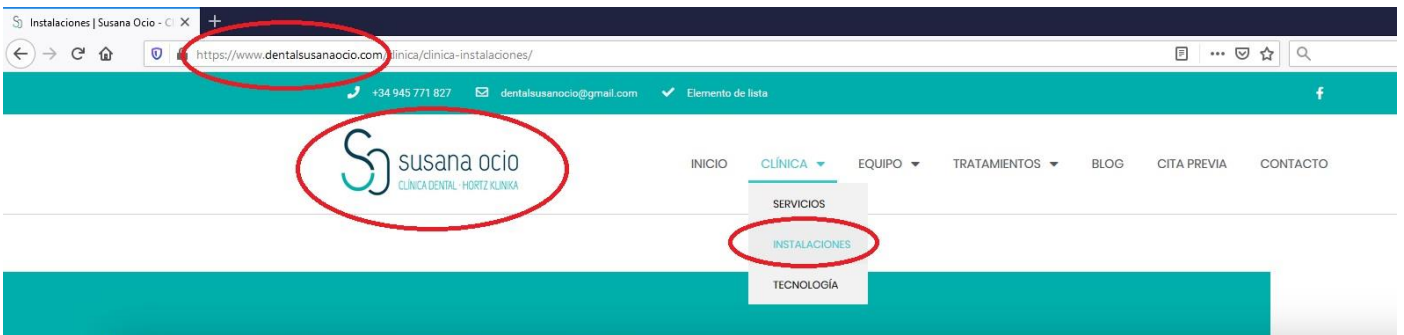 Instalaciones | Susana Ocio - Cl
https://www.dentalsusanaocio.com/clinica/clinica-instalaciones/
+34 945 771 827 dentalsusanocio@gmail.com Elemento de lista
susana ocio
CLÍNICA DENTAL · HORTZ KLINIKA
INICIO CLÍNICA EQUIPO TRATAMIENTOS BLOG CITA PREVIA CONTACTO
SERVICIOS
INSTALACIONES
TECNOLOGÍA